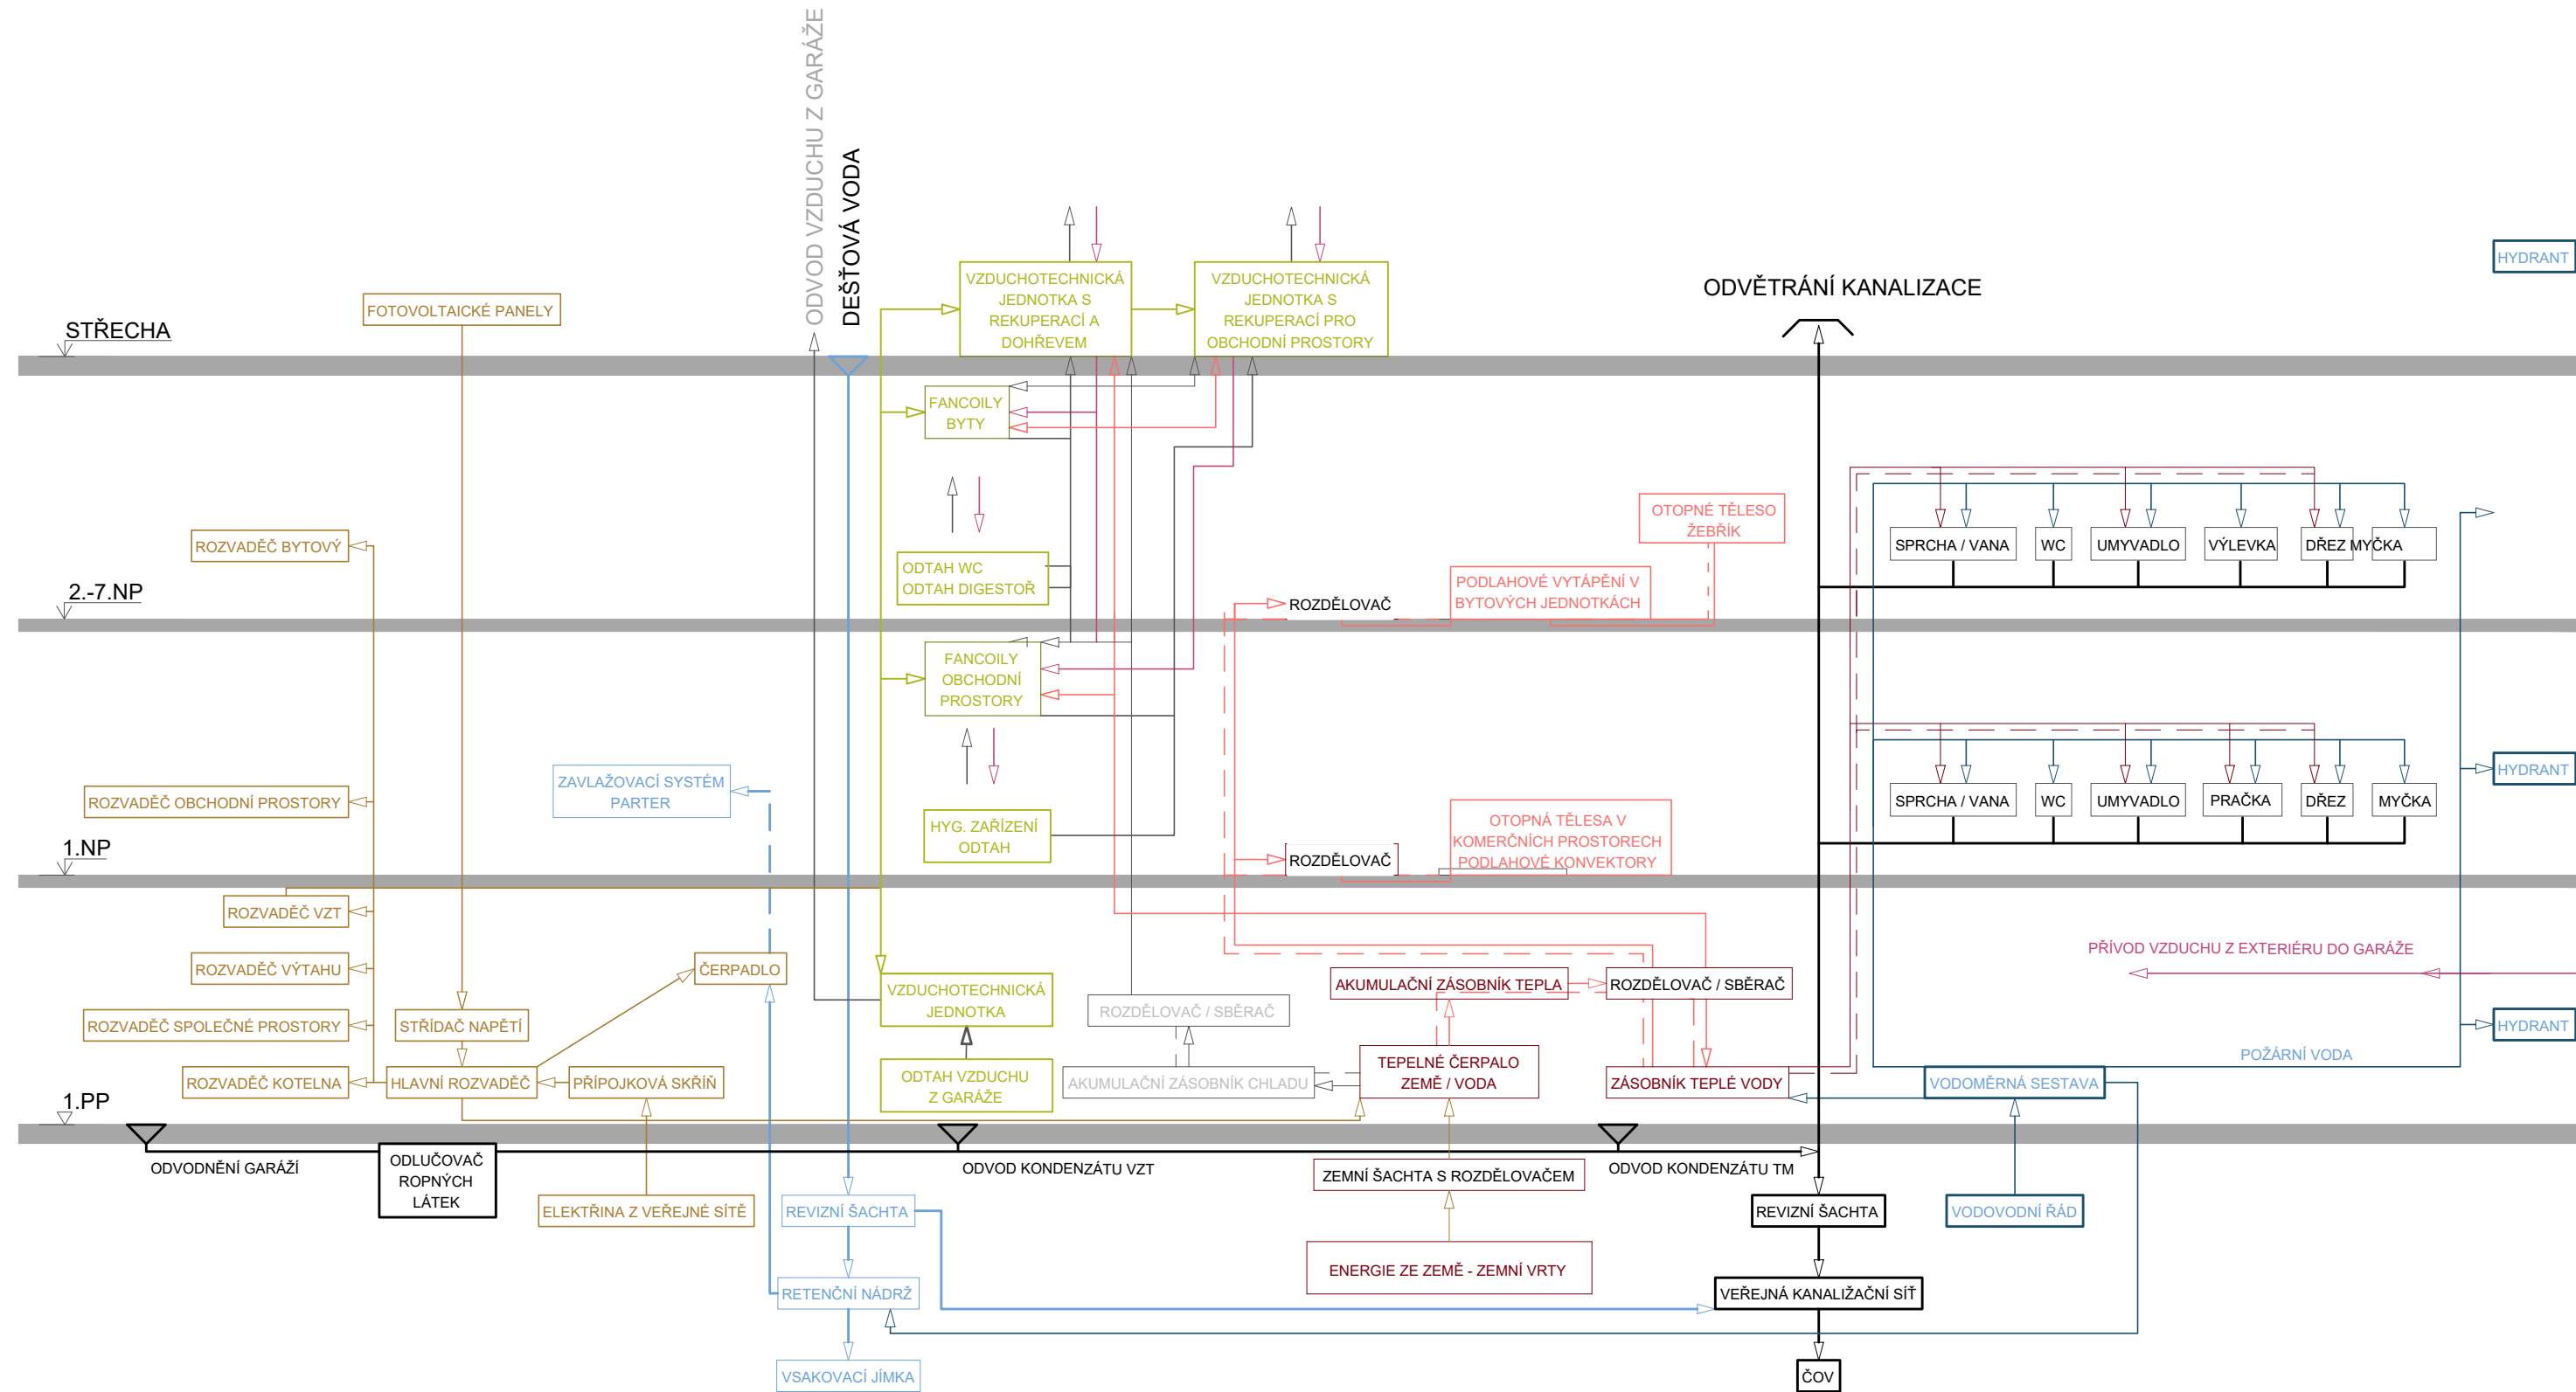 ODVOD VZDUCHU Z GARÁŽE
DEŠŤOVÁ VODA
HYDRANT
VZDUCHOTECHNICKÁ
JEDNOTKA S
REKUPERACÍ A
DOHŘEVEM
VZDUCHOTECHNICKÁ
JEDNOTKA S
REKUPERACÍ PRO
OBCHODNÍ PROSTORY
ODVĚTRÁNÍ KANALIZACE
FOTOVOLTAICKÉ PANELY
STŘECHA
FANCOILY
BYTY
OTOPNÉ TĚLESO
ŽEBŘÍK
ROZVADĚČ BYTOVÝ
SPRCHA / VANA
WC
UMYVADLO
VÝLEVKA
DŘEZ
MYČKA
ODTAH WC
ODTAH DIGESTOŘ
PODLAHOVÉ VYTÁPĚNÍ V
BYTOVÝCH JEDNOTKÁCH
2.-7.NP
ROZDĚLOVAČ
FANCOILY
OBCHODNÍ
PROSTORY
ZAVLAŽOVACÍ SYSTÉM
PARTER
HYDRANT
ROZVADĚČ OBCHODNÍ PROSTORY
SPRCHA / VANA
WC
UMYVADLO
PRAČKA
DŘEZ
MYČKA
HYG. ZAŘÍZENÍ
ODTAH
OTOPNÁ TĚLESA V
KOMERČNÍCH PROSTORECH
PODLAHOVÉ KONVEKTORY
1.NP
ROZDĚLOVAČ
ROZVADĚČ VZT
PŘÍVOD VZDUCHU Z EXTERIÉRU DO GARÁŽE
ROZVADĚČ VÝTAHU
ČERPADLO
VZDUCHOTECHNICKÁ
JEDNOTKA
AKUMULAČNÍ ZÁSOBNÍK TEPLA
ROZDĚLOVAČ / SBĚRAČ
ROZDĚLOVAČ / SBĚRAČ
ROZVADĚČ SPOLEČNÉ PROSTORY
STŘÍDAČ NAPĚTÍ
HYDRANT
POŽÁRNÍ VODA
ROZVADĚČ KOTELNA
HLAVNÍ ROZVADĚČ
PŘÍPOJKOVÁ SKŘÍŇ
ODTAH VZDUCHU
Z GARÁŽE
AKUMULAČNÍ ZÁSOBNÍK CHLADU
TEPELNÉ ČERPALO
ZEMĚ / VODA
ZÁSOBNÍK TEPLÉ VODY
VODOMĚRNÁ SESTAVA
1.PP
ODVODNĚNÍ GARÁŽÍ
ODLUČOVAČ
ROPNÝCH
LÁTEK
ODVOD KONDENZÁTU VZT
ODVOD KONDENZÁTU TM
ZEMNÍ ŠACHTA S ROZDĚLOVAČEM
ELEKTŘINA Z VEŘEJNÉ SÍTĚ
REVIZNÍ ŠACHTA
REVIZNÍ ŠACHTA
VODOVODNÍ ŘÁD
ENERGIE ZE ZEMĚ - ZEMNÍ VRTY
RETENČNÍ NÁDRŽ
VEŘEJNÁ KANALIŽAČNÍ SÍŤ
VSAKOVACÍ JÍMKA
ČOV